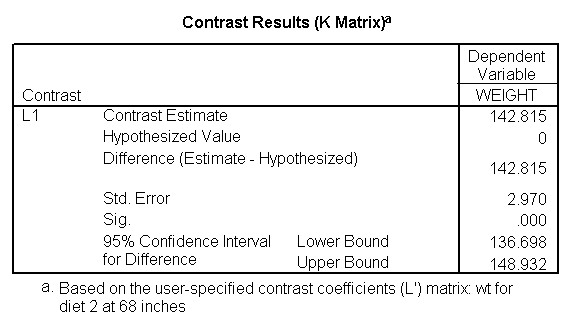 Contrast Results (K Matrix)a
Dependent
Variable
Contrast WEIGHT
L1 Contrast Estimate 142.815
Hypothesized Value 0
Difference (Estimate - Hypothesized) 142.815
Std. Error 2.970
Sig. .000
95% Confidence Interval for Difference Lower Bound 136.698
Upper Bound 148.932
a. Based on the user-specified contrast coefficients (L') matrix: wt for
diet 2 at 68 inches